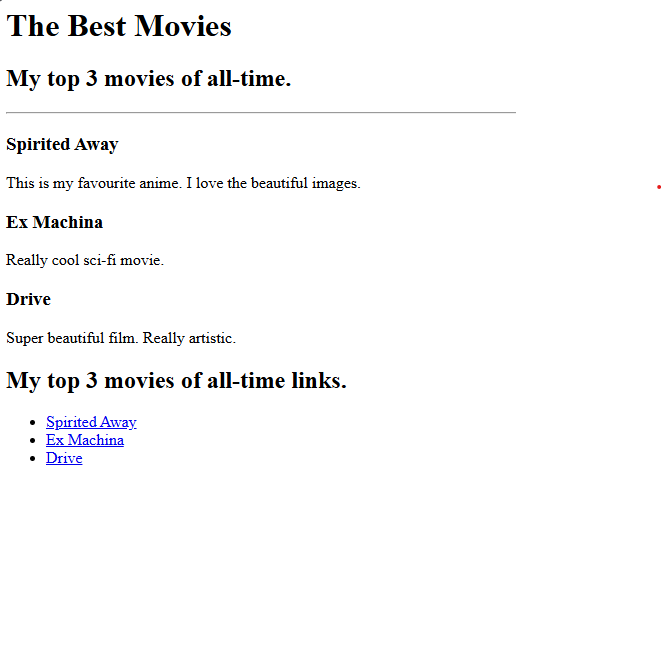 The Best Movies
My top 3 movies of all-time.
Spirited Away
This is my favourite anime. I love the beautiful images.
Ex Machina
Really cool sci-fi movie.
Drive
Super beautiful film. Really artistic.
My top 3 movies of all-time links.
Spirited Away
Ex Machina
Drive